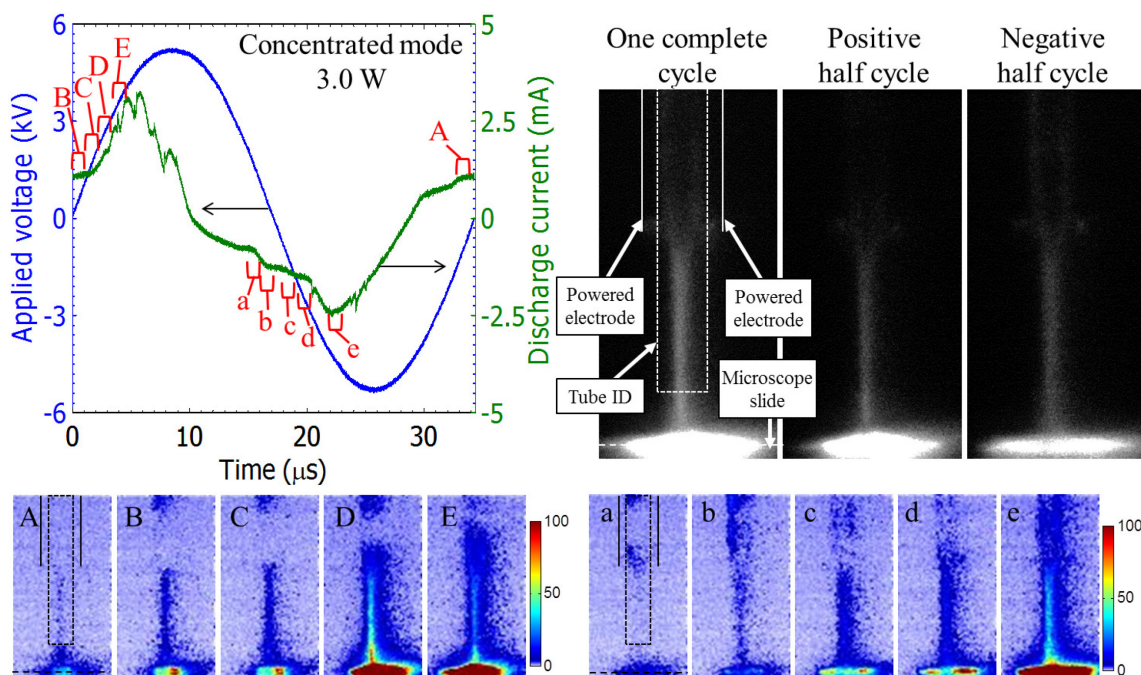 Concentrated mode
3.0 W
Applied voltage (kV)
6
3
0
-3
-6
B
C
D
E
A
a
b
c
d
e
5
2.5
0
-2.5
-5
Discharge current (mA)
0
10
20
30
Time (μs)
One complete
cycle
Positive
half cycle
Negative
half cycle
Powered
electrode
Powered
electrode
Tube ID
Microscope
slide
A
B
C
D
E
100
50
0
a
b
c
d
e
100
50
0